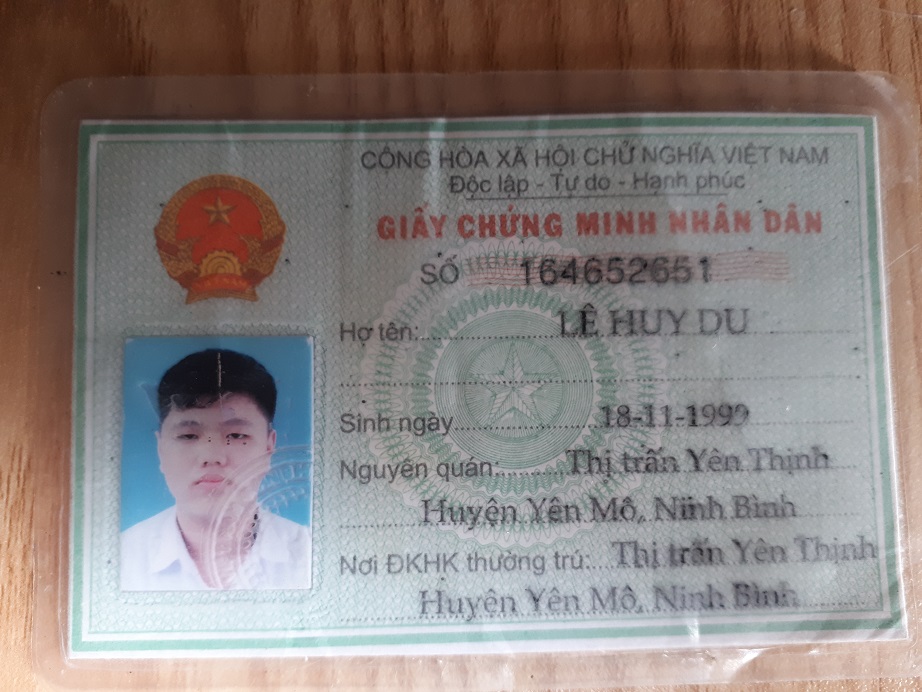 CỘNG HÒA XÃ HỘI CHỦ NGHĨA VIỆT NAM
Độc lập - Tự do - Hạnh phúc
GIẤY CHỨNG MINH NHÂN DÂN
SỐ 164652651
Họ tên: LÊ HUY DU
Sinh ngày 18-11-1999
Nguyên quán: Thị trấn Yên Thịnh
Huyện Yên Mô, Ninh Bình
Nơi ĐKHK thường trú: Thị trấn Yên Thịnh
Huyện Yên Mô, Ninh Bình